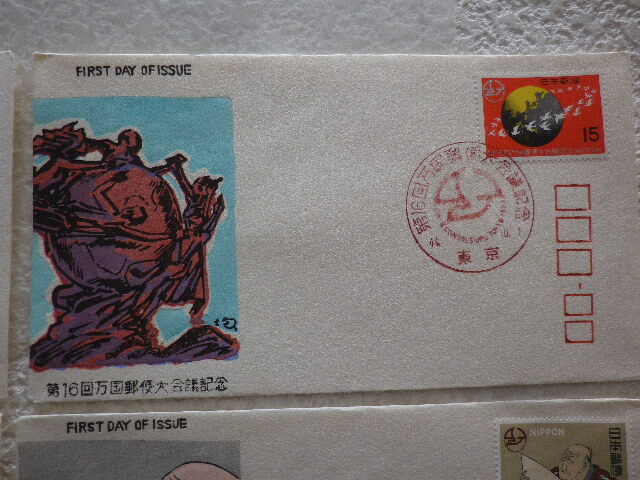 FIRST DAY OF ISSUE
日本郵便
15
第16回万国郵便大会議記念
東京
第16回万国郵便大会議記念
FIRST DAY OF ISSUE
NIPPON
日本郵便